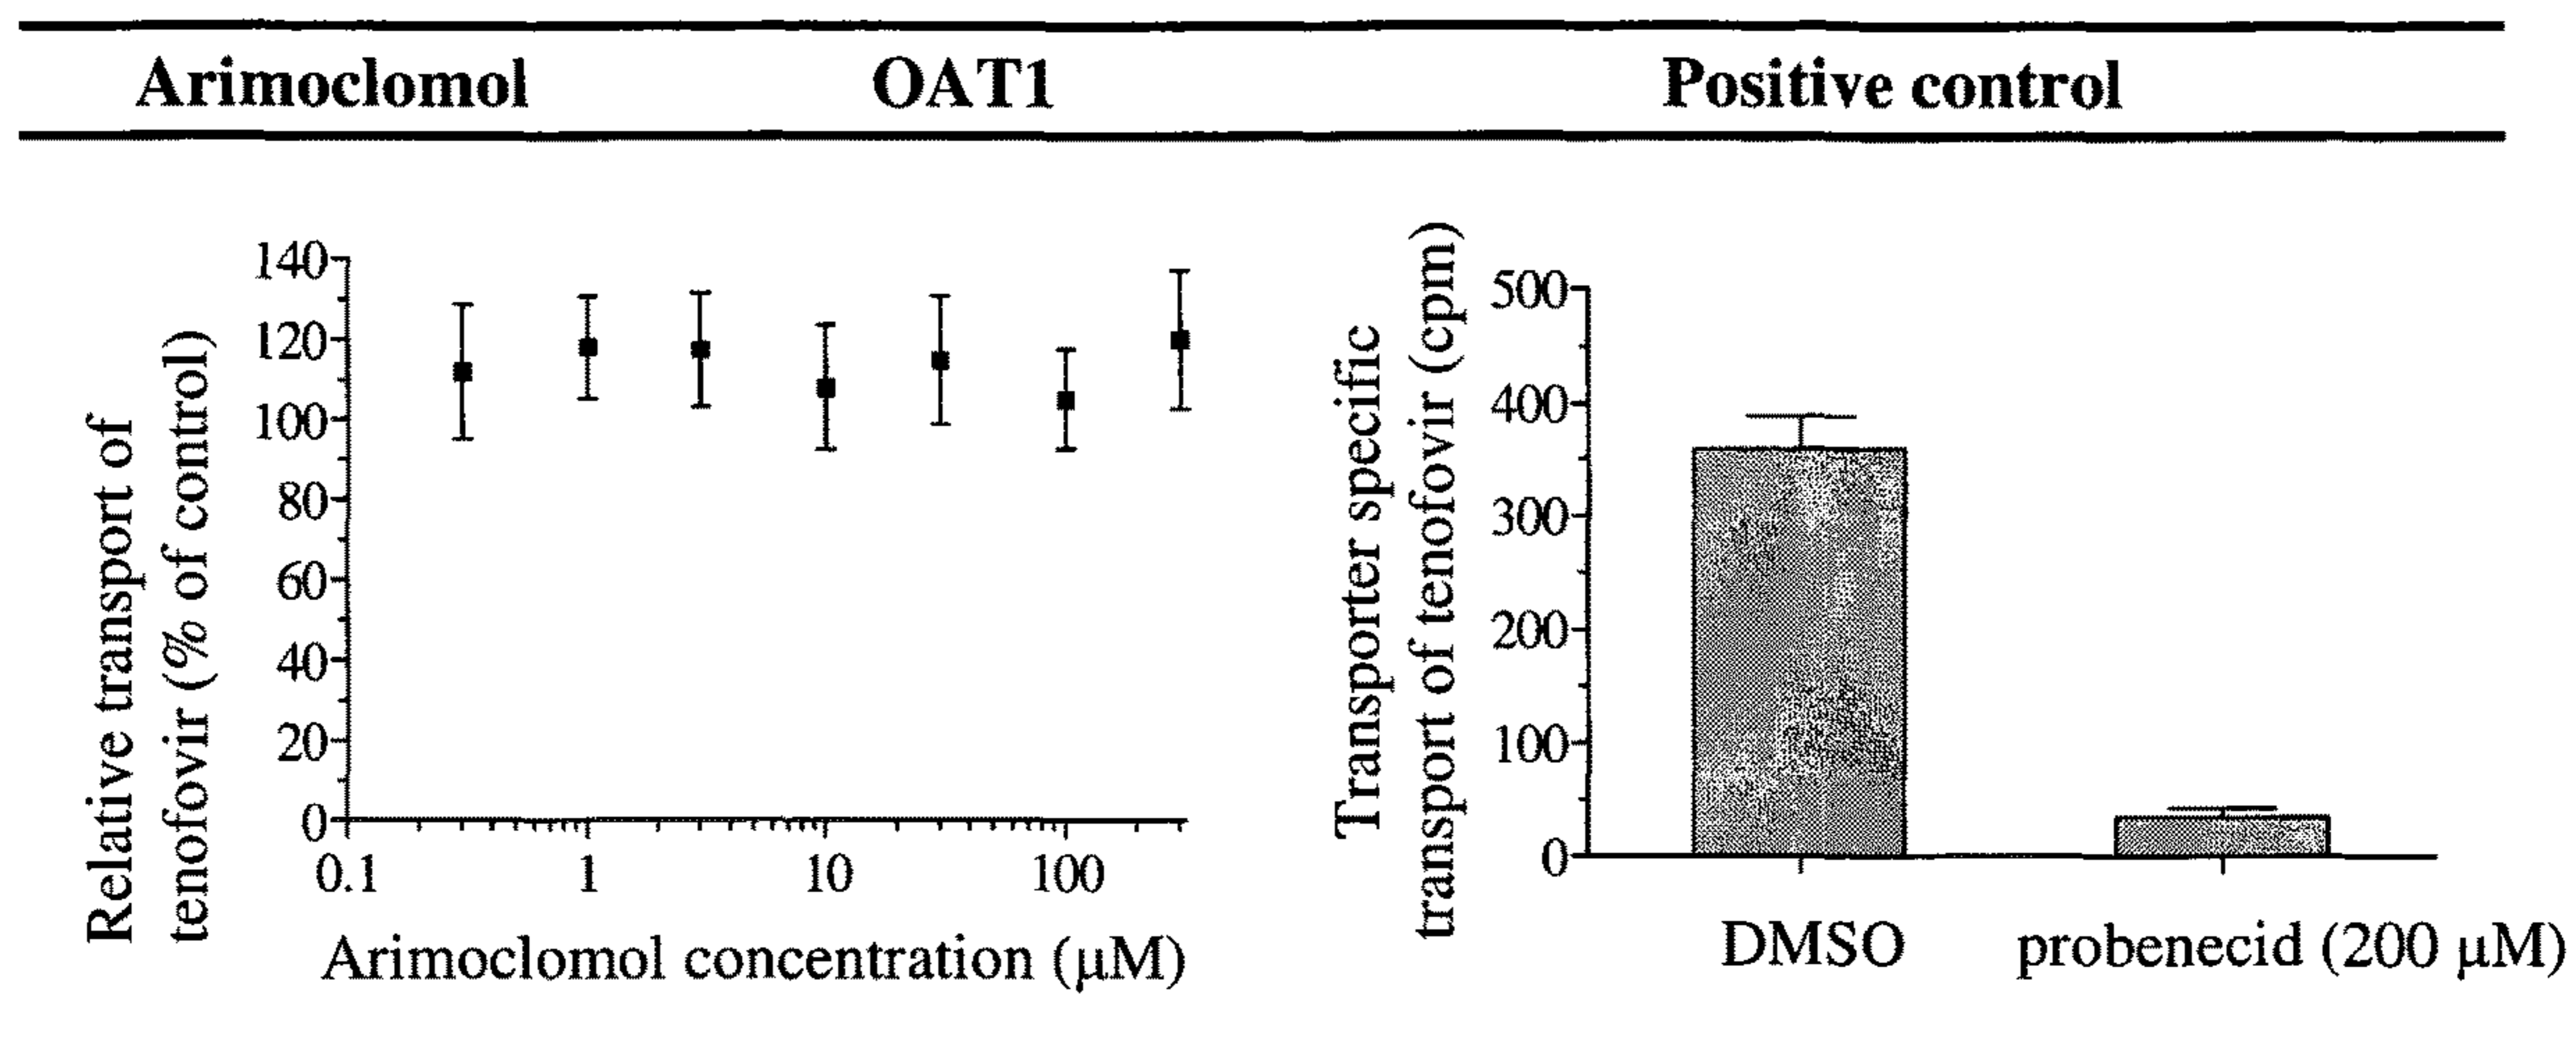 Arimoclomol OAT1 Positive control
Relative transport of
tenofovir (% of control)
140
120
100
80
60
40
20
0
0.1 1 10 100
Arimoclomol concentration (μM)
Transporter specific
transport of tenofovir (cpm)
500
400
300
200
100
0
DMSO probenecid (200 μM)